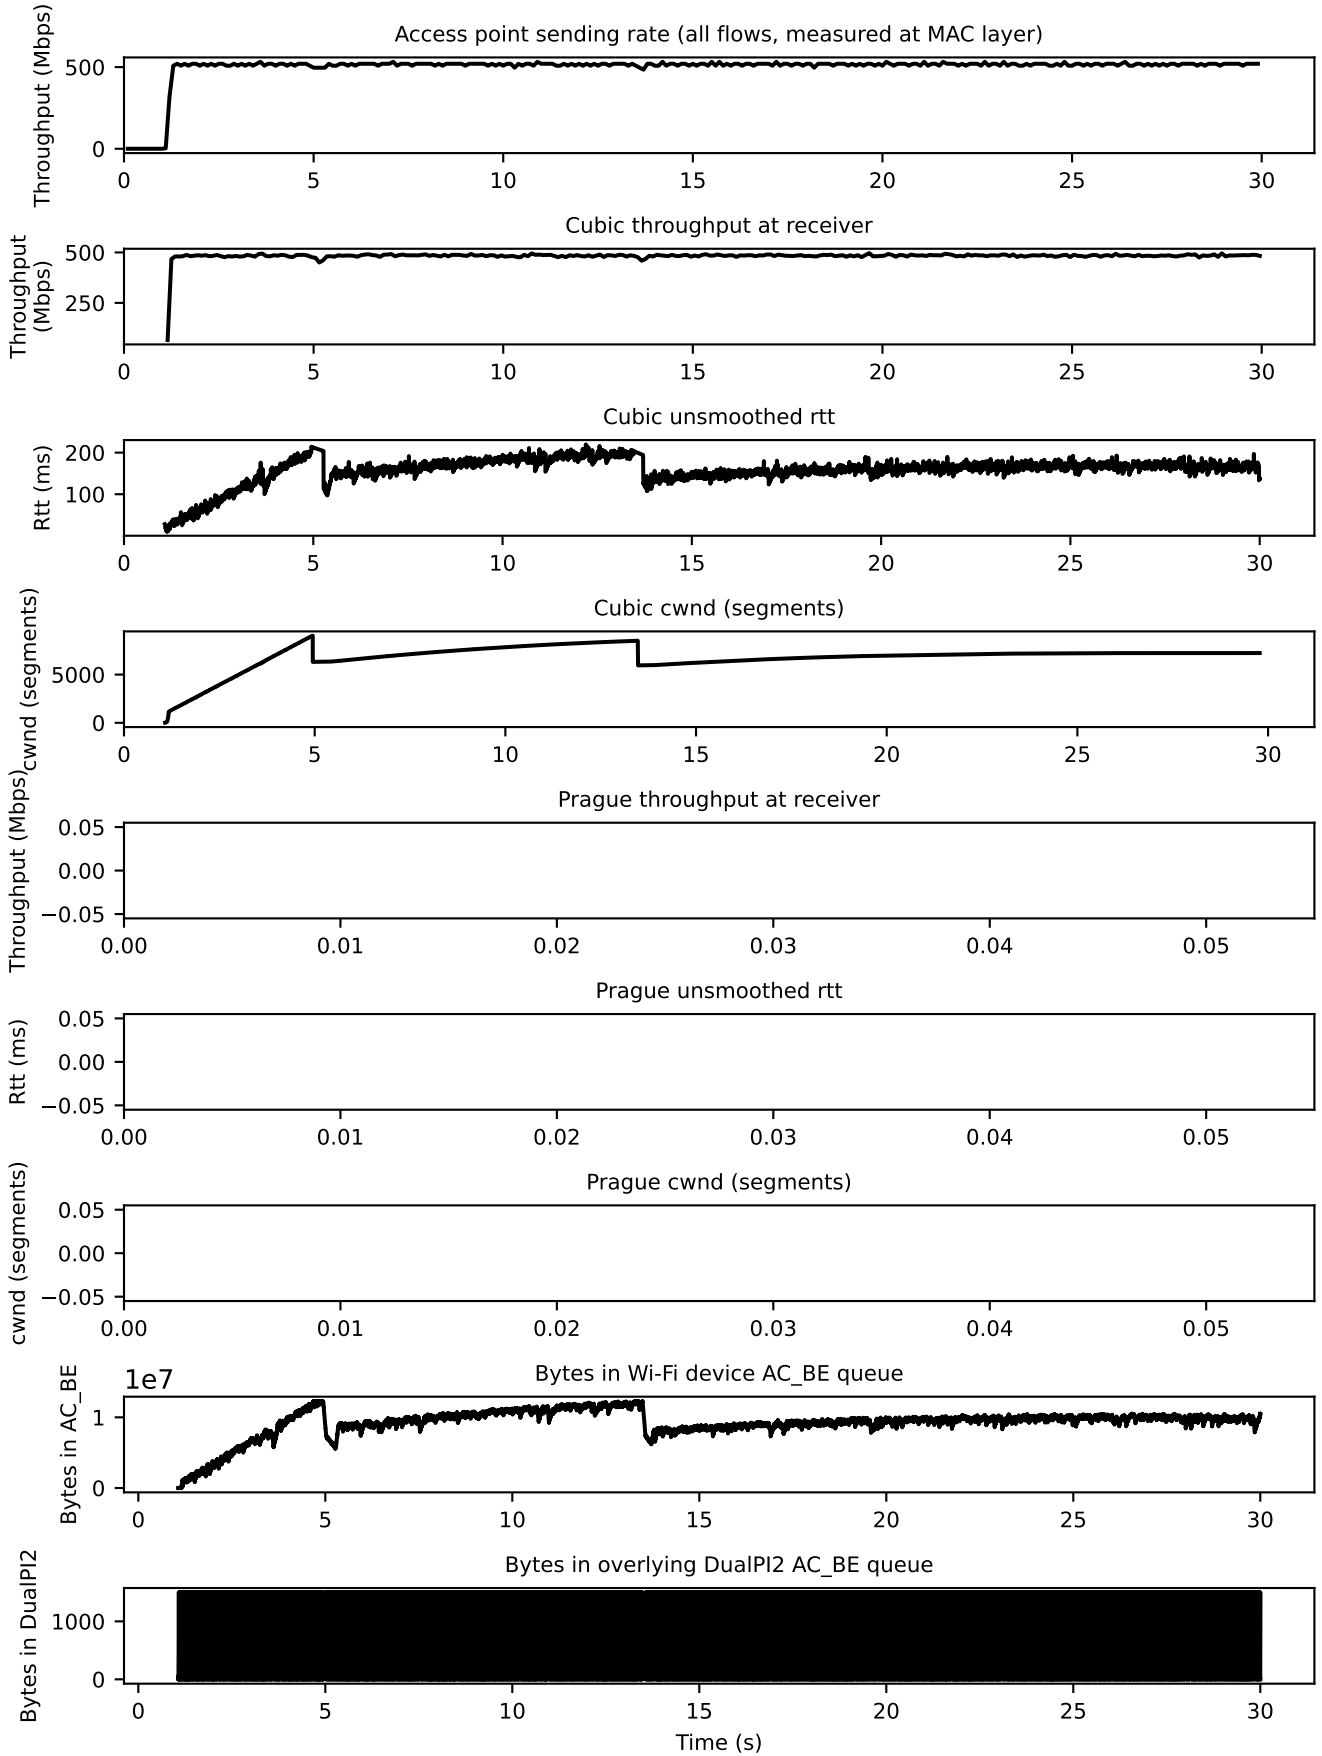 Access point sending rate (all flows, measured at MAC layer)
Throughput (Mbps)
500
0
0 5 10 15 20 25 30
Cubic throughput at receiver
Throughput
(Mbps)
500
250
0 5 10 15 20 25 30
Cubic unsmoothed rtt
Rtt (ms)
200
100
0 5 10 15 20 25 30
Cubic cwnd (segments)
cwnd (segments)
5000
0
0 5 10 15 20 25 30
Prague throughput at receiver
Throughput (Mbps)
0.05
0.00
−0.05
0.00 0.01 0.02 0.03 0.04 0.05
Prague unsmoothed rtt
Rtt (ms)
0.05
0.00
−0.05
0.00 0.01 0.02 0.03 0.04 0.05
Prague cwnd (segments)
cwnd (segments)
0.05
0.00
−0.05
0.00 0.01 0.02 0.03 0.04 0.05
Bytes in Wi-Fi device AC_BE queue
1e7
Bytes in AC_BE
1
0
0 5 10 15 20 25 30
Bytes in overlying DualPI2 AC_BE queue
Bytes in DualPI2
1000
0
0 5 10 15 20 25 30
Time (s)